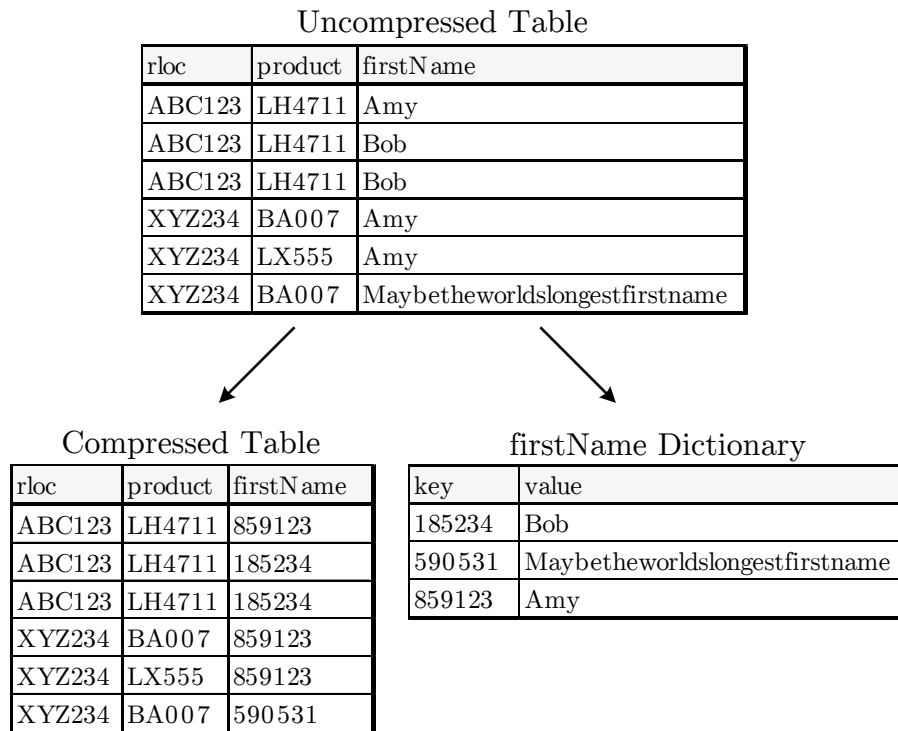 Uncompressed Table
rloc product firstName
ABC123 LH4711 Amy
ABC123 LH4711 Bob
ABC123 LH4711 Bob
XYZ234 BA007 Amy
XYZ234 LX555 Amy
XYZ234 BA007 Maybetheworldslongestfirstname
Compressed Table
rloc product firstName
ABC123 LH4711 859123
ABC123 LH4711 185234
ABC123 LH4711 185234
XYZ234 BA007 859123
XYZ234 LX555 859123
XYZ234 BA007 590531
firstName Dictionary
key value
185234 Bob
590531 Maybetheworldslongestfirstname
859123 Amy